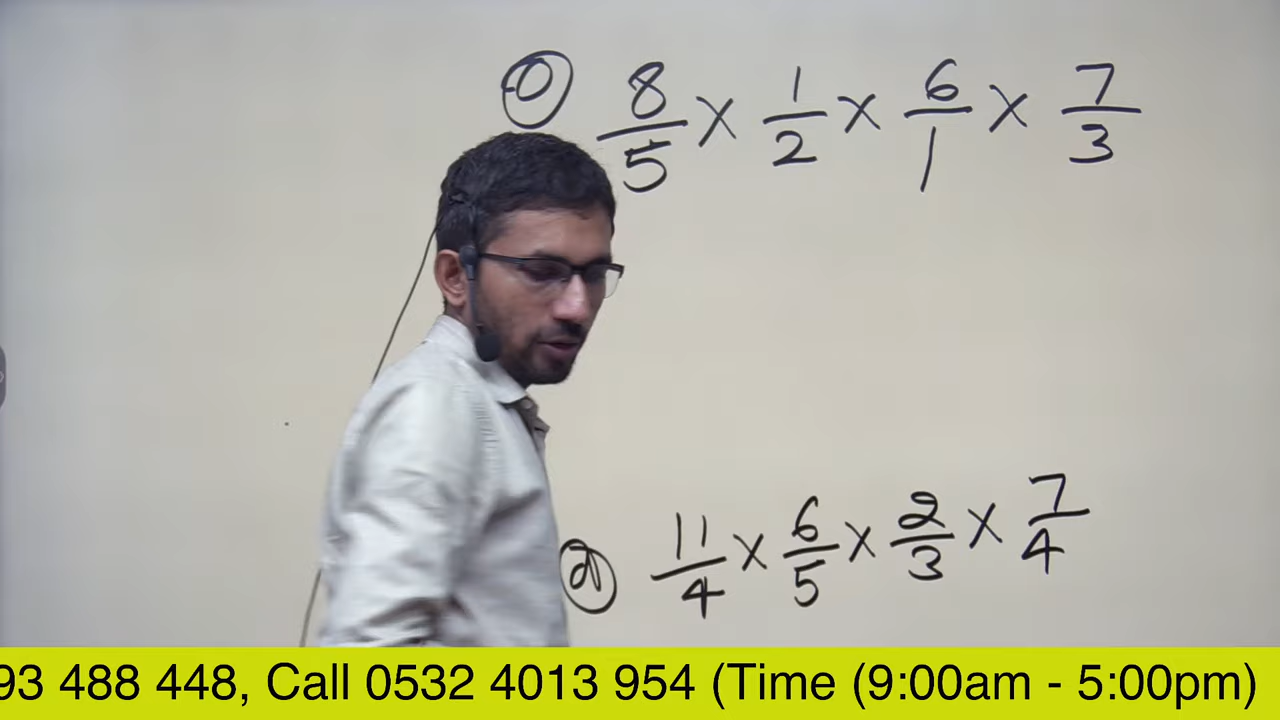 ① 8/5 × 1/2 × 6/1 × 7/3
② 11/4 × 6/5 × 2/3 × 7/4
93 488 448, Call 0532 4013 954 (Time (9:00am - 5:00pm)